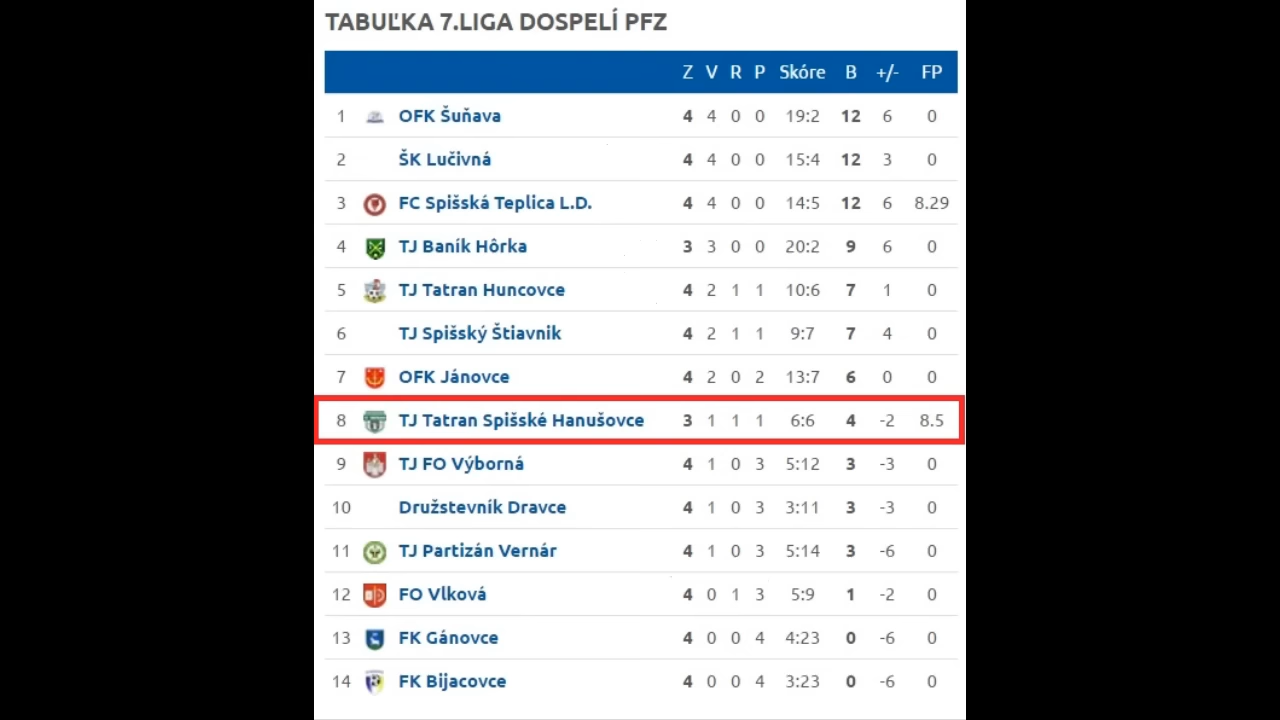 TABUĽKA 7.LIGA DOSPELÍ PFZ
Z V R P Skóre B +/- FP
1 OFK Šuňava 4 4 0 0 19:2 12 6 0
2 ŠK Lučivná 4 4 0 0 15:4 12 3 0
3 FC Spišská Teplica L.D. 4 4 0 0 14:5 12 6 8.29
4 TJ Baník Hôrka 3 3 0 0 20:2 9 6 0
5 TJ Tatran Huncovce 4 2 1 1 10:6 7 1 0
6 TJ Spišský Štiavnik 4 2 1 1 9:7 7 4 0
7 OFK Jánovce 4 2 0 2 13:7 6 0 0
8 TJ Tatran Spišské Hanušovce 3 1 1 1 6:6 4 -2 8.5
9 TJ FO Výborná 4 1 0 3 5:12 3 -3 0
10 Družstevník Dravce 4 1 0 3 3:11 3 -3 0
11 TJ Partizán Vernár 4 1 0 3 5:14 3 -6 0
12 FO Vlková 4 0 1 3 5:9 1 -2 0
13 FK Gánovce 4 0 0 4 4:23 0 -6 0
14 FK Bijacovce 4 0 0 4 3:23 0 -6 0